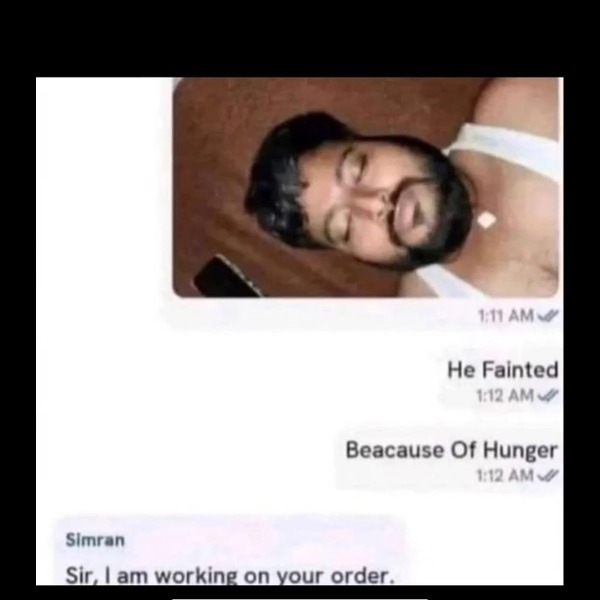 1:11 AM
He Fainted
1:12 AM
Beacause Of Hunger
1:12 AM
Simran
Sir, I am working on your order.